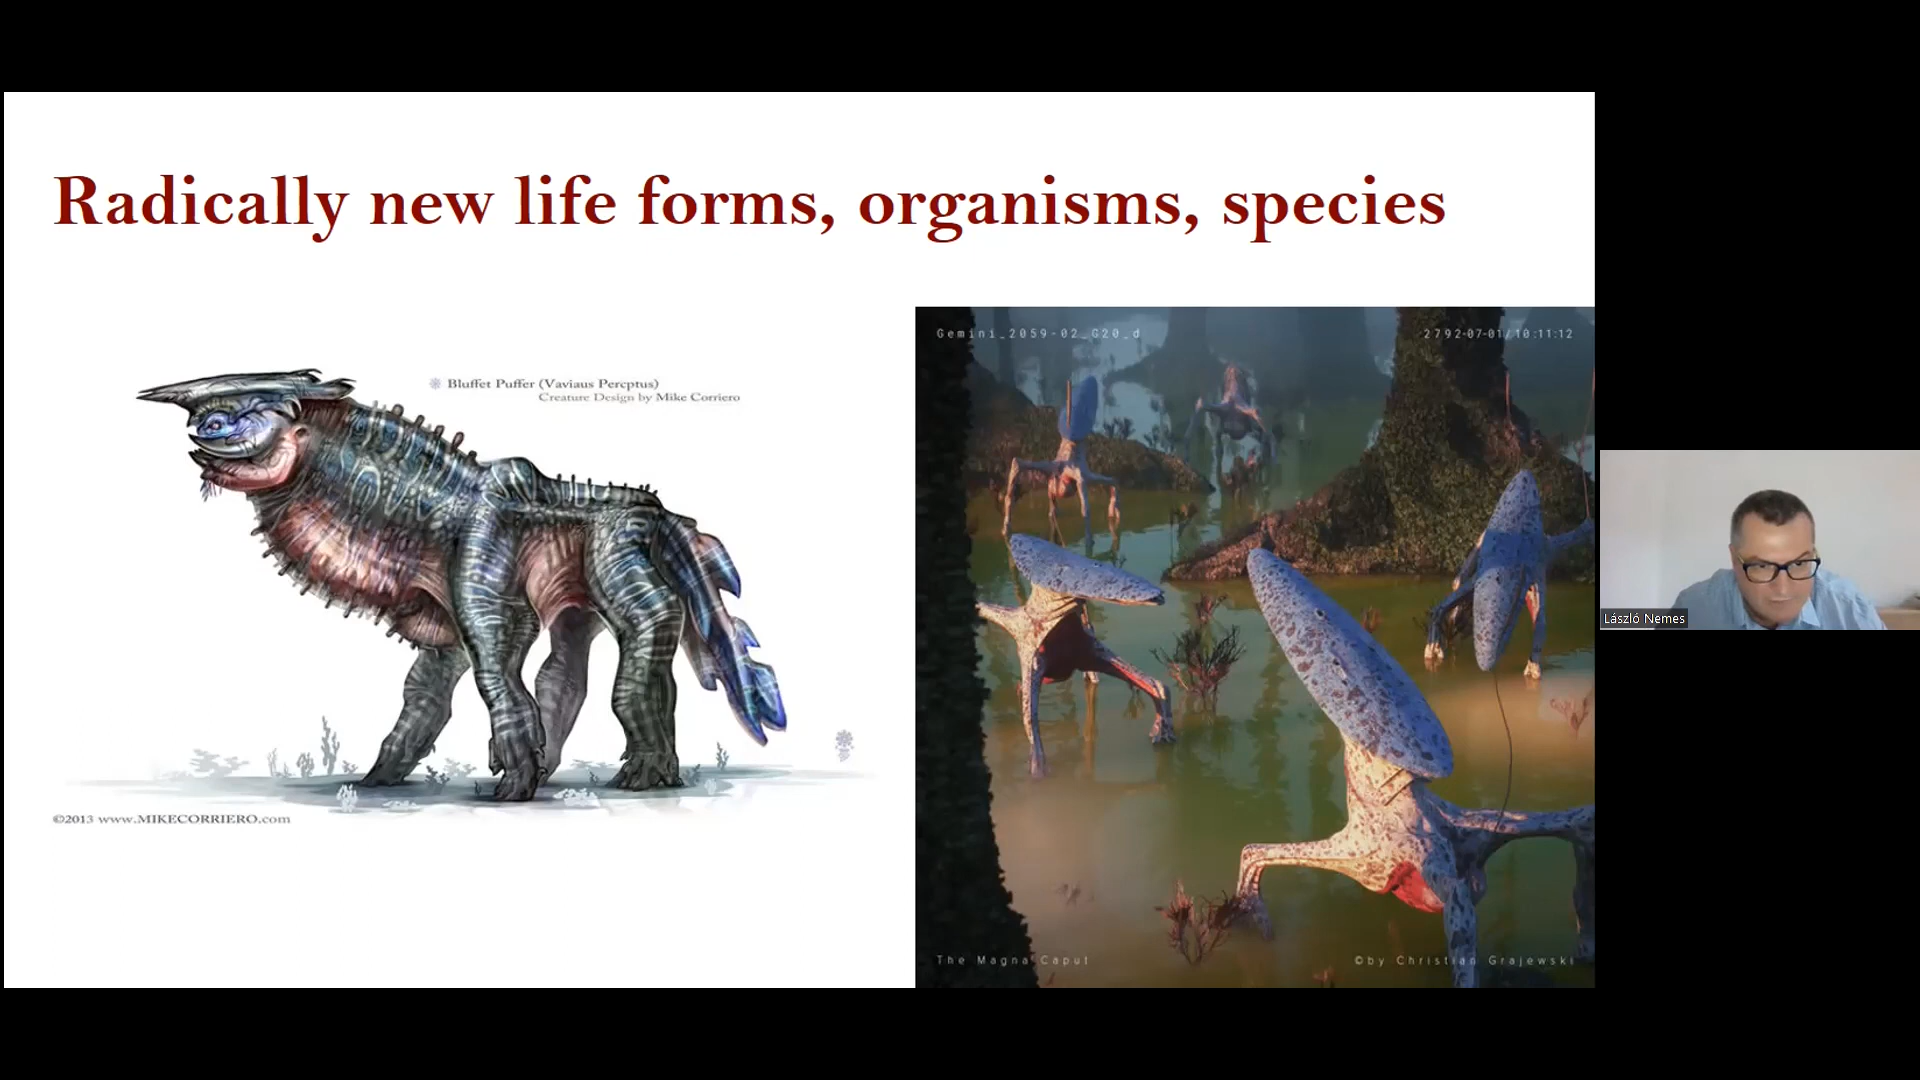 Radically new life forms, organisms, species
Bluffet Puffer (Vaviaus Percptus)
Creature Design by Mike Corriero
©2013 www.MIKECORRIERO.com
Gemini_2059-02_G20_d
2792-07-01/10:11:12
The Magna Caput
©by Christian Grajewski
László Nemes